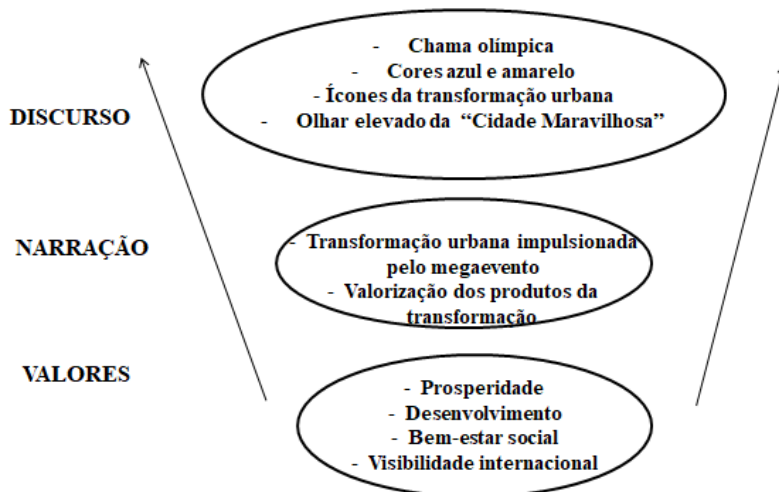 DISCURSO
- Chama olímpica
- Cores azul e amarelo
- Ícones da transformação urbana
- Olhar elevado da “Cidade Maravilhosa”
NARRAÇÃO
- Transformação urbana impulsionada
pelo megaevento
- Valorização dos produtos da
transformação
VALORES
- Prosperidade
- Desenvolvimento
- Bem-estar social
- Visibilidade internacional